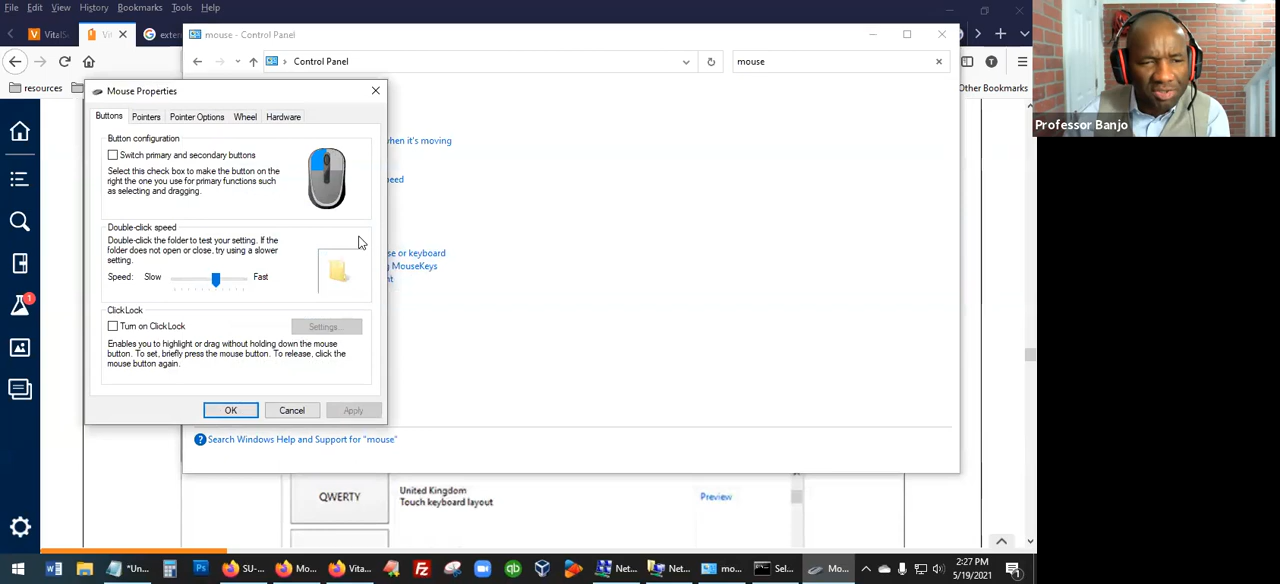 File Edit View History Bookmarks Tools Help
VitalS
Vi
exten
mouse - Control Panel
Control Panel
mouse
resources
Other Bookmarks
Mouse Properties
Buttons Pointers Pointer Options Wheel Hardware
Button configuration
Switch primary and secondary buttons
Select this check box to make the button on the
right the one you use for primary functions such
as selecting and dragging.
Double-click speed
Double-click the folder to test your setting. If the
folder does not open or close, try using a slower
setting.
Speed: Slow Fast
ClickLock
Turn on ClickLock
Settings...
Enables you to highlight or drag without holding down the mouse
button. To set, briefly press the mouse button. To release, click the
mouse button again.
OK Cancel Apply
when it's moving
eed
se or keyboard
g MouseKeys
nt
Search Windows Help and Support for "mouse"
QWERTY
United Kingdom
Touch keyboard layout
Preview
1
Professor Banjo
*Un...
SU-...
Mo...
Vita...
Net...
Net...
mo...
Sel...
Mo...
2:27 PM
5/19/2021
1